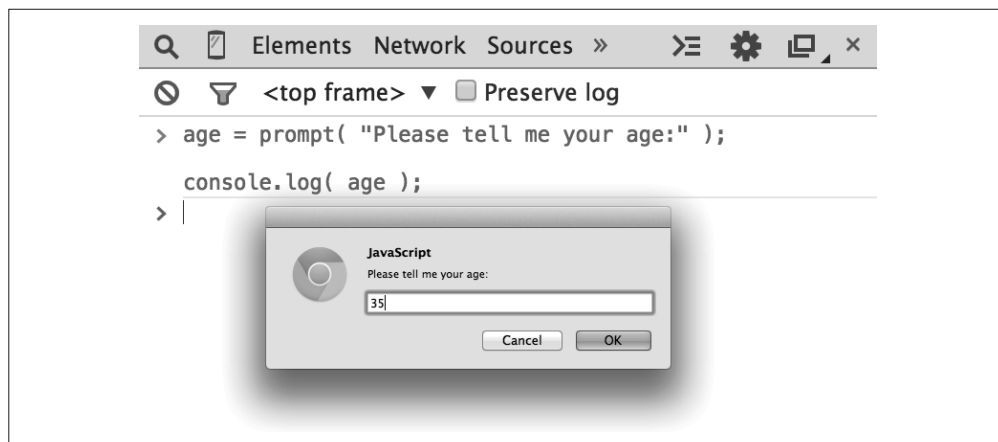 Elements Network Sources »
<top frame> ▼ Preserve log
> age = prompt( "Please tell me your age:" );
console.log( age );
>
JavaScript
Please tell me your age:
35
Cancel OK